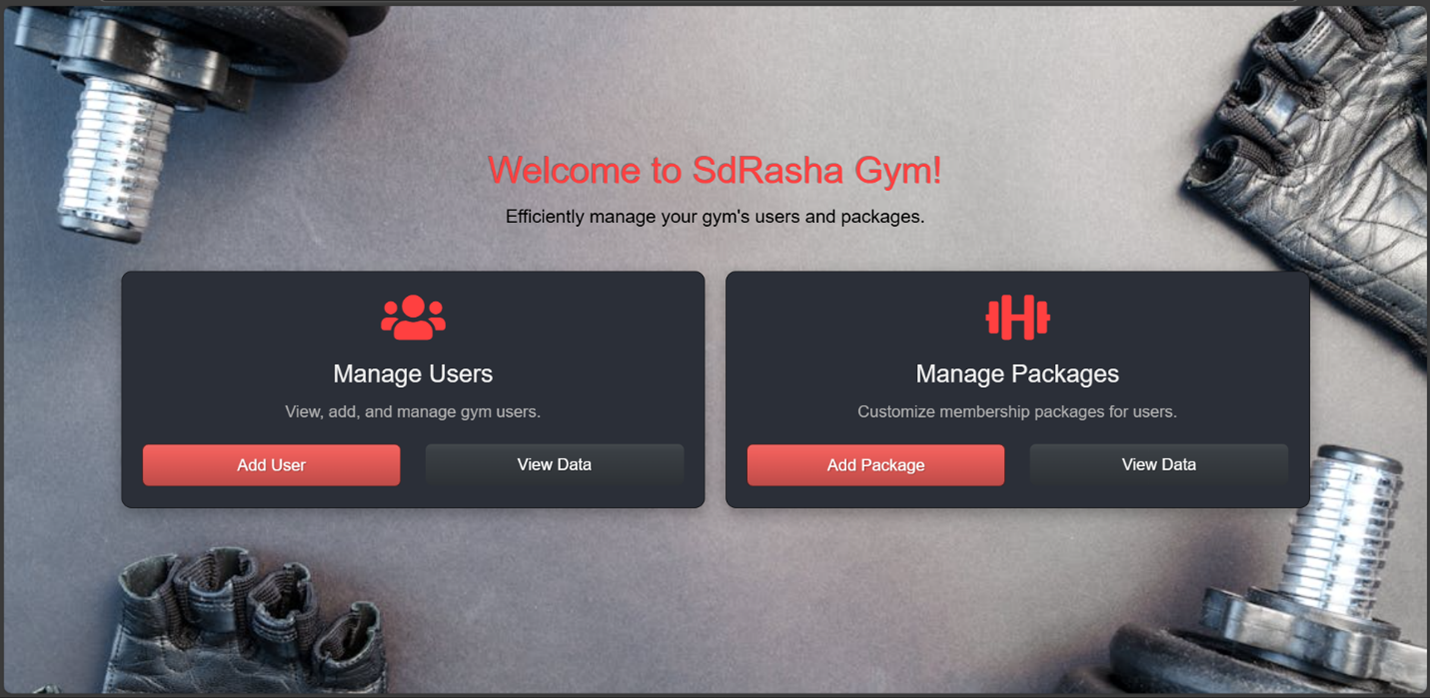 Welcome to SdRasha Gym!
Efficiently manage your gym's users and packages.
Manage Users
View, add, and manage gym users.
Add User
View Data
Manage Packages
Customize membership packages for users.
Add Package
View Data